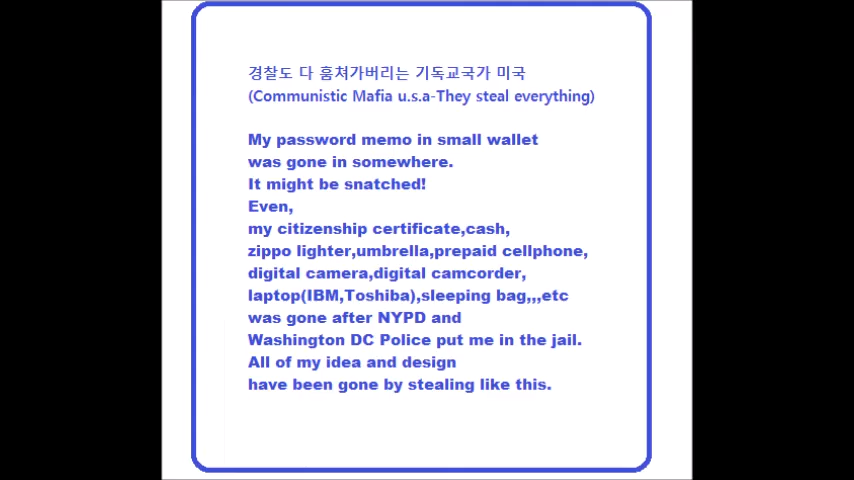 경찰도 다 훔쳐가버리는 기독교국가 미국
(Communistic Mafia u.s.a-They steal everything)
My password memo in small wallet
was gone in somewhere.
It might be snatched!
Even,
my citizenship certificate,cash,
zippo lighter,umbrella,prepaid cellphone,
digital camera,digital camcorder,
laptop(IBM,Toshiba),sleeping bag,,,etc
was gone after NYPD and
Washington DC Police put me in the jail.
All of my idea and design
have been gone by stealing like this.